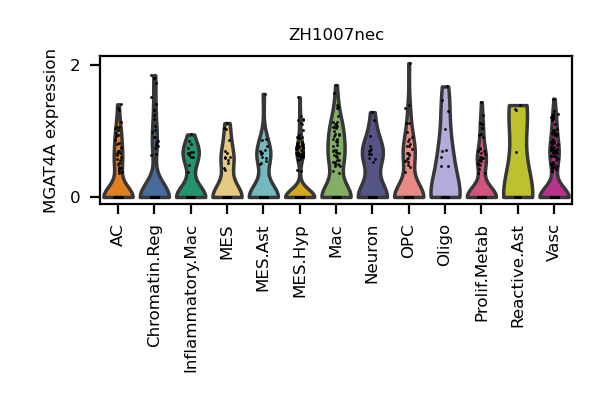 ZH1007nec
MGAT4A expression
2
0
AC
Chromatin.Reg
Inflammatory.Mac
MES
MES.Ast
MES.Hyp
Mac
Neuron
OPC
Oligo
Prolif.Metab
Reactive.Ast
Vasc